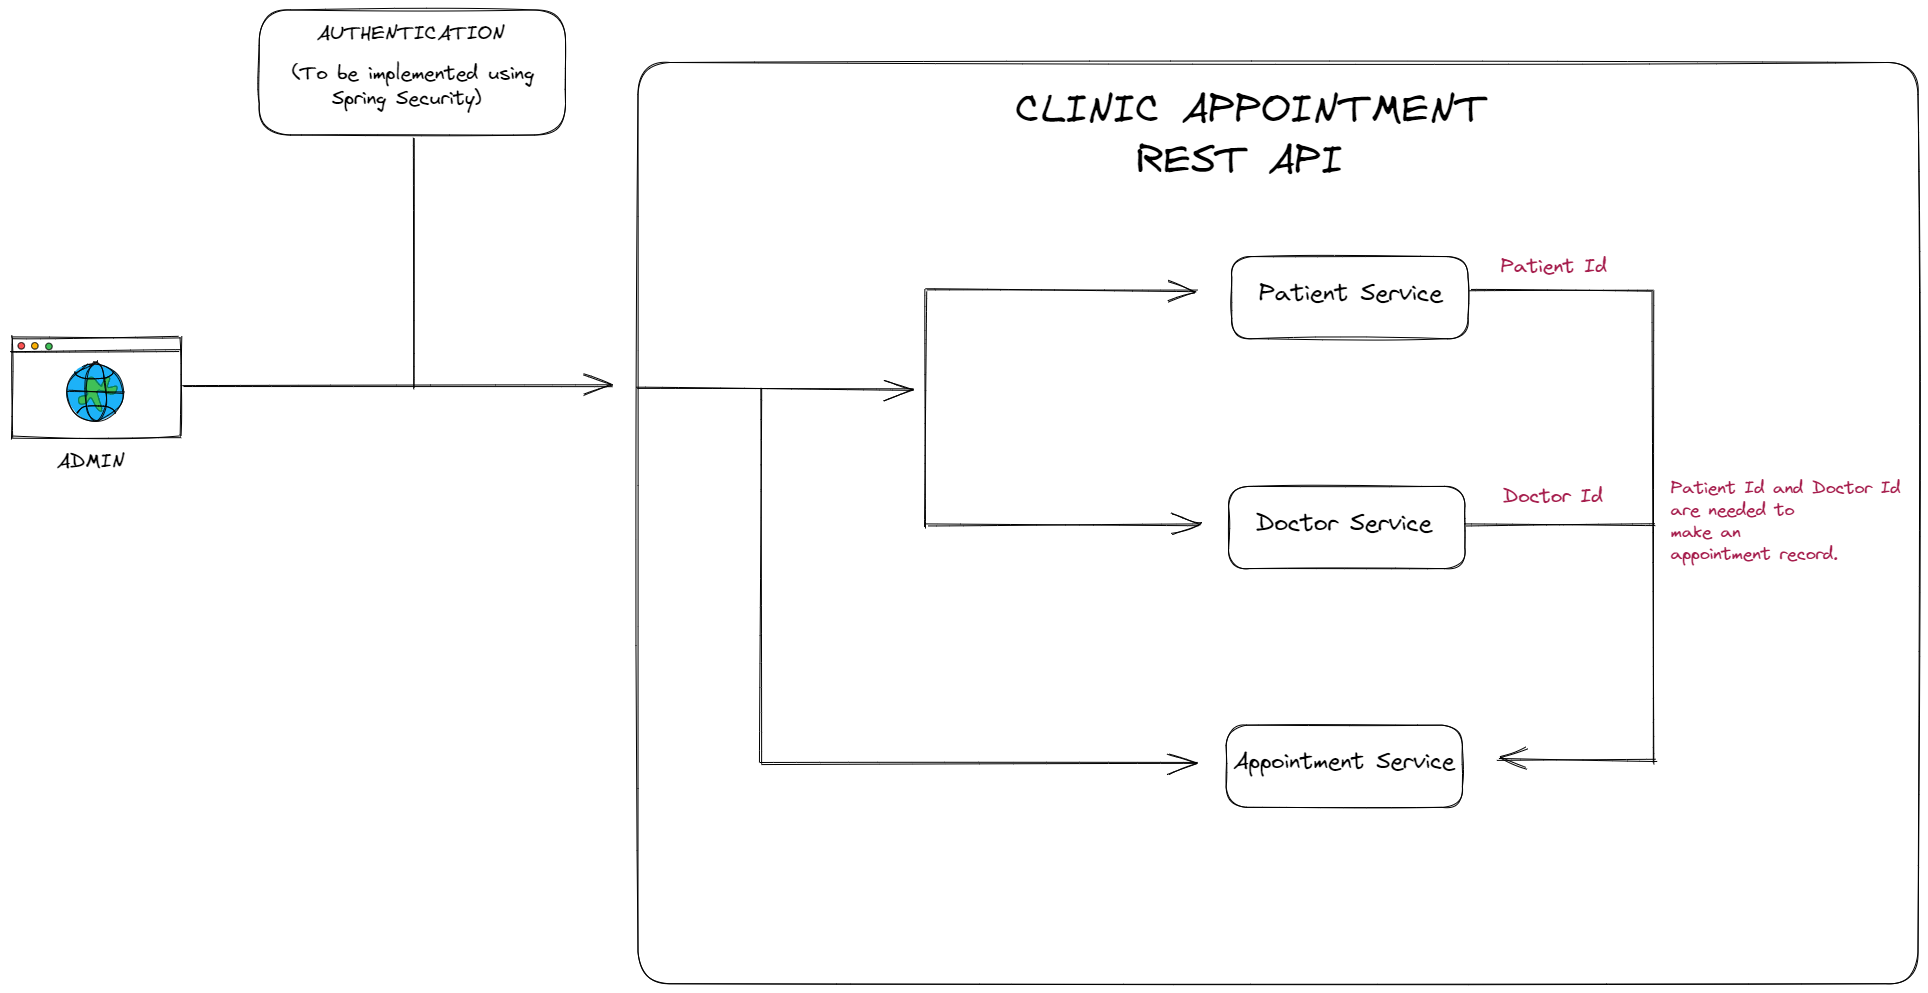 AUTHENTICATION
(To be implemented using
Spring Security)
CLINIC APPOINTMENT
REST API
Patient Id
Patient Service
ADMIN
Doctor Id
Doctor Service
Patient Id and Doctor Id
are needed to
make an
appointment record.
Appointment Service